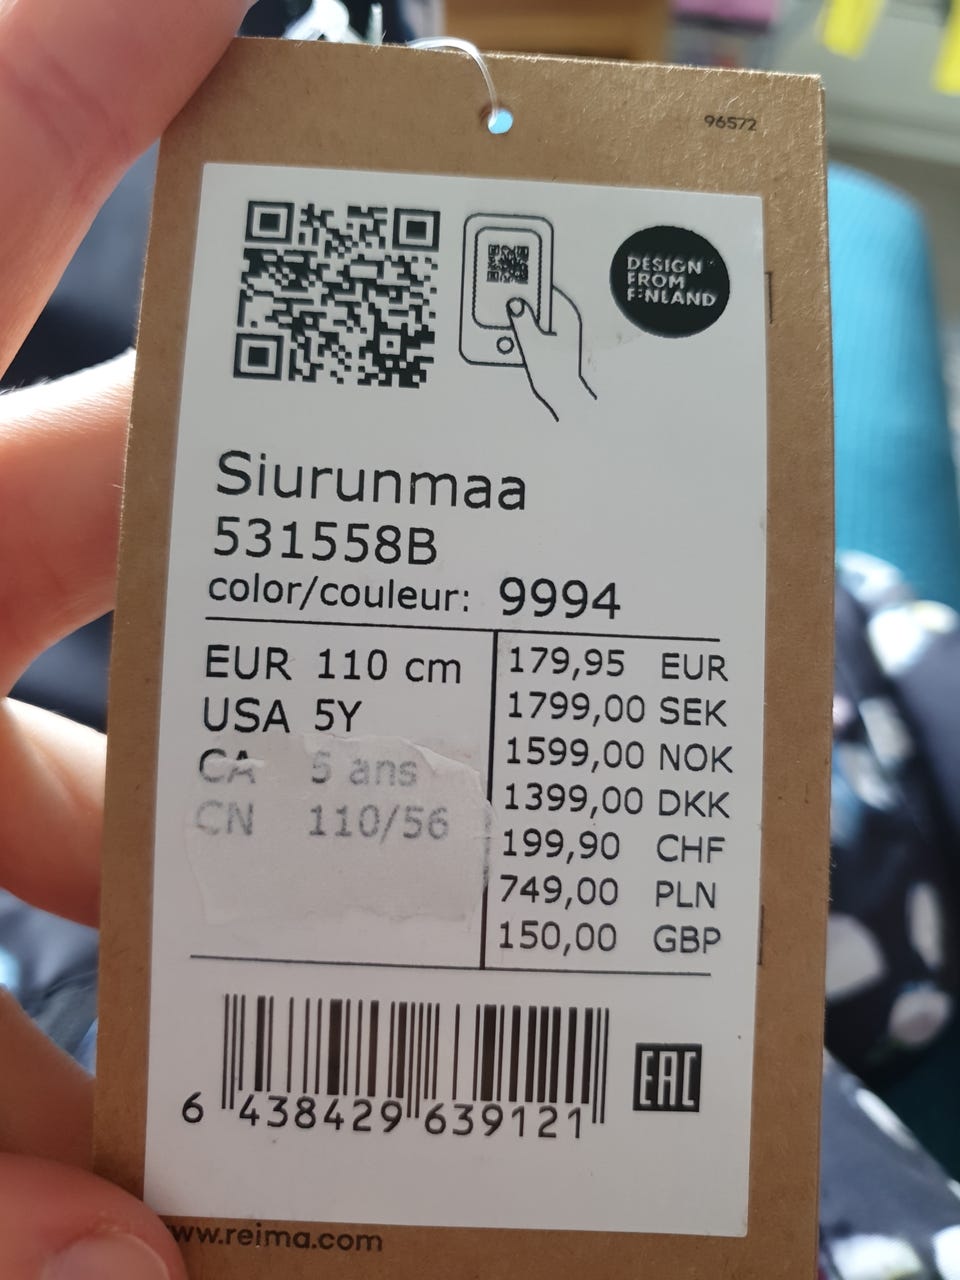 96572
DESIGN
FROM
FINLAND
Siurunmaa
531558B
color/couleur: 9994
EUR 110 cm
USA 5Y
CA 5 ans
CN 110/56
179,95 EUR
1799,00 SEK
1599,00 NOK
1399,00 DKK
199,90 CHF
749,00 PLN
150,00 GBP
6 438429 639121
EAC
www.reima.com